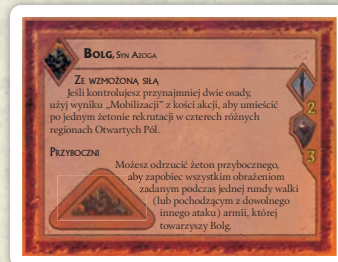 BOLG, SYN AZOGA
ZE WZMOŻONĄ SIŁĄ
Jeśli kontrolujesz przynajmniej dwie osady,
użyj wyniku „Mobilizacji” z kości akcji, aby umieścić
po jednym żetonie rekrutacji w czterech różnych
regionach Otwartych Pól.
2
3
PRZYBOCZNI
Możesz odrzucić żeton przybocznego,
aby zapobiec wszystkim obrażeniom
zadanym podczas jednej rundy walki
(lub pochodzącym z dowolnego
innego ataku) armii, której
towarzyszy Bolg.